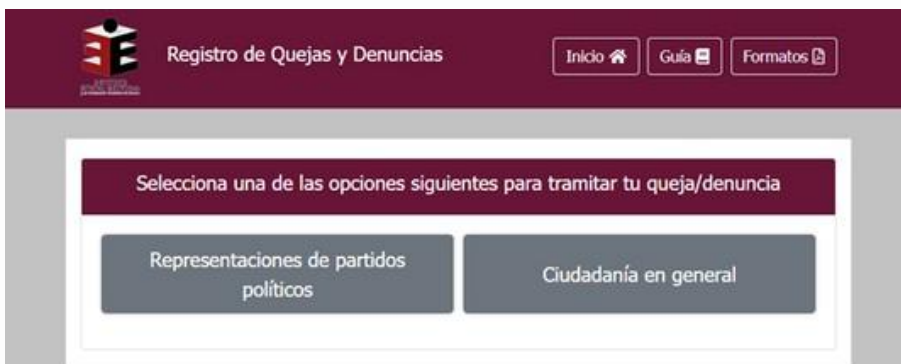 Registro de Quejas y Denuncias
Inicio
Guía
Formatos
Selecciona una de las opciones siguientes para tramitar tu queja/denuncia
Representaciones de partidos
políticos
Ciudadanía en general